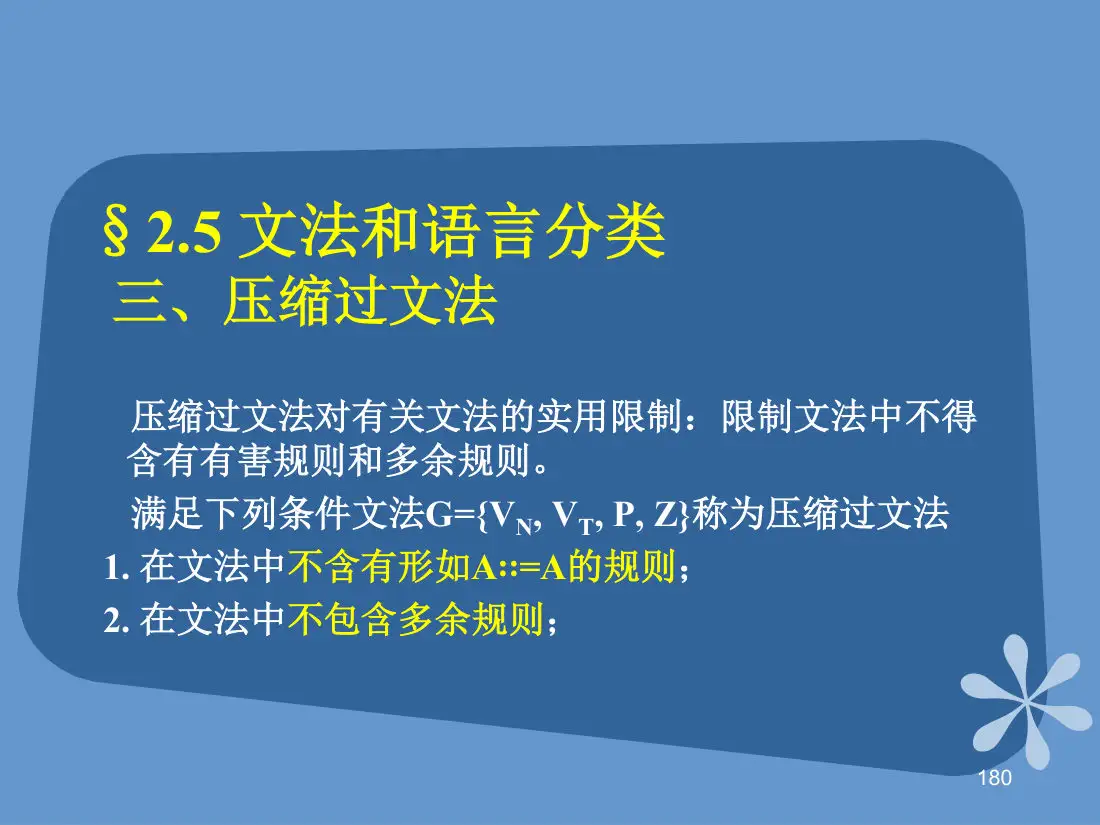 §2.5 文法和语言分类
三、压缩过文法
压缩过文法对有关文法的实用限制：限制文法中不得
含有有害规则和多余规则。
满足下列条件文法G={VN, VT, P, Z}称为压缩过文法
1. 在文法中不含有形如A::=A的规则；
2. 在文法中不包含多余规则；
180